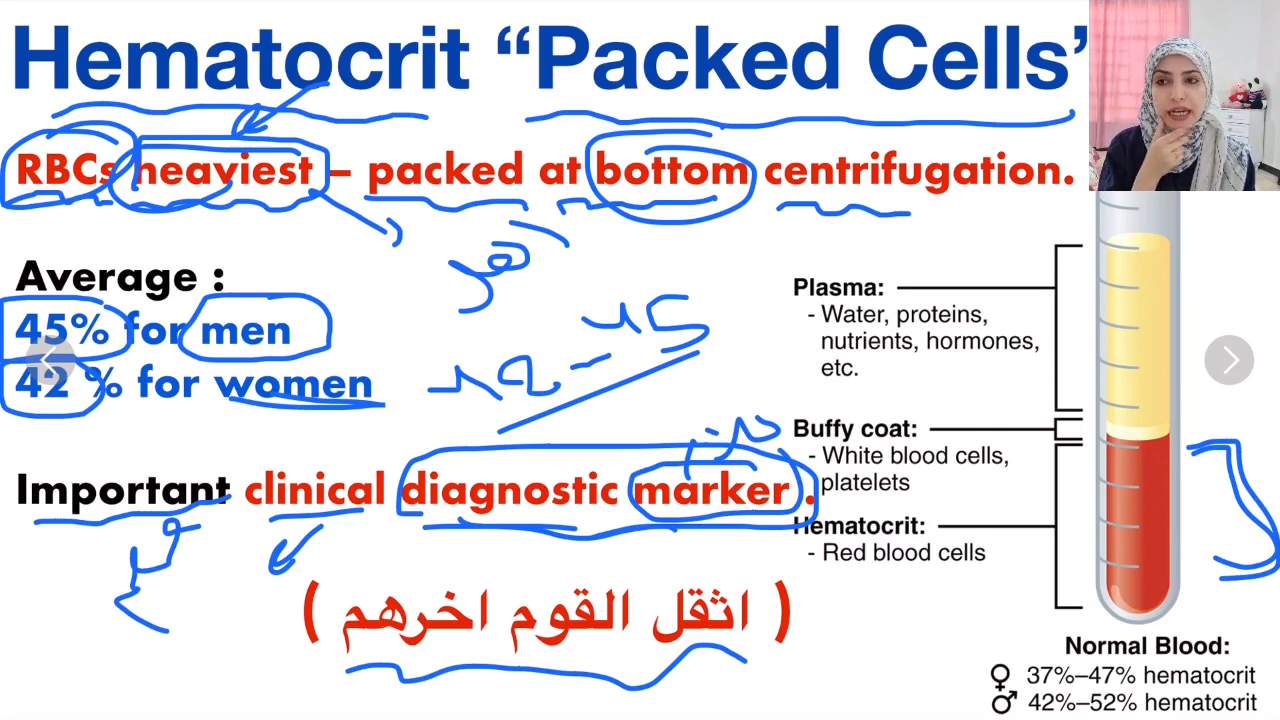 Hematocrit “Packed Cells”
RBCs heaviest – packed at bottom centrifugation.
Average :
45% for men
42 % for women
42 - 45
Important clinical diagnostic marker .
( اثقل القوم اخرهم )
Plasma:
- Water, proteins,
nutrients, hormones,
etc.
Buffy coat:
- White blood cells,
platelets
Hematocrit:
- Red blood cells
Normal Blood:
♀ 37%–47% hematocrit
♂ 42%–52% hematocrit